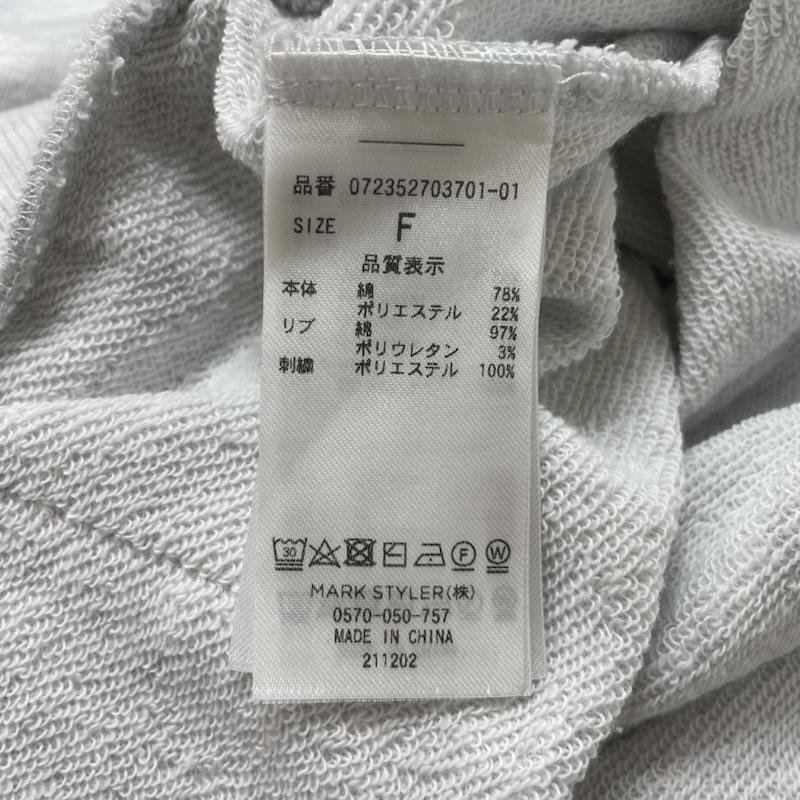 品番 072352703701-01
SIZE F
品質表示
本体 綿 78%
ポリエステル 22%
リブ 綿 97%
ポリウレタン 3%
刺繍 ポリエステル 100%
30 F W
MARK STYLER(株)
0570-050-757
MADE IN CHINA
211202